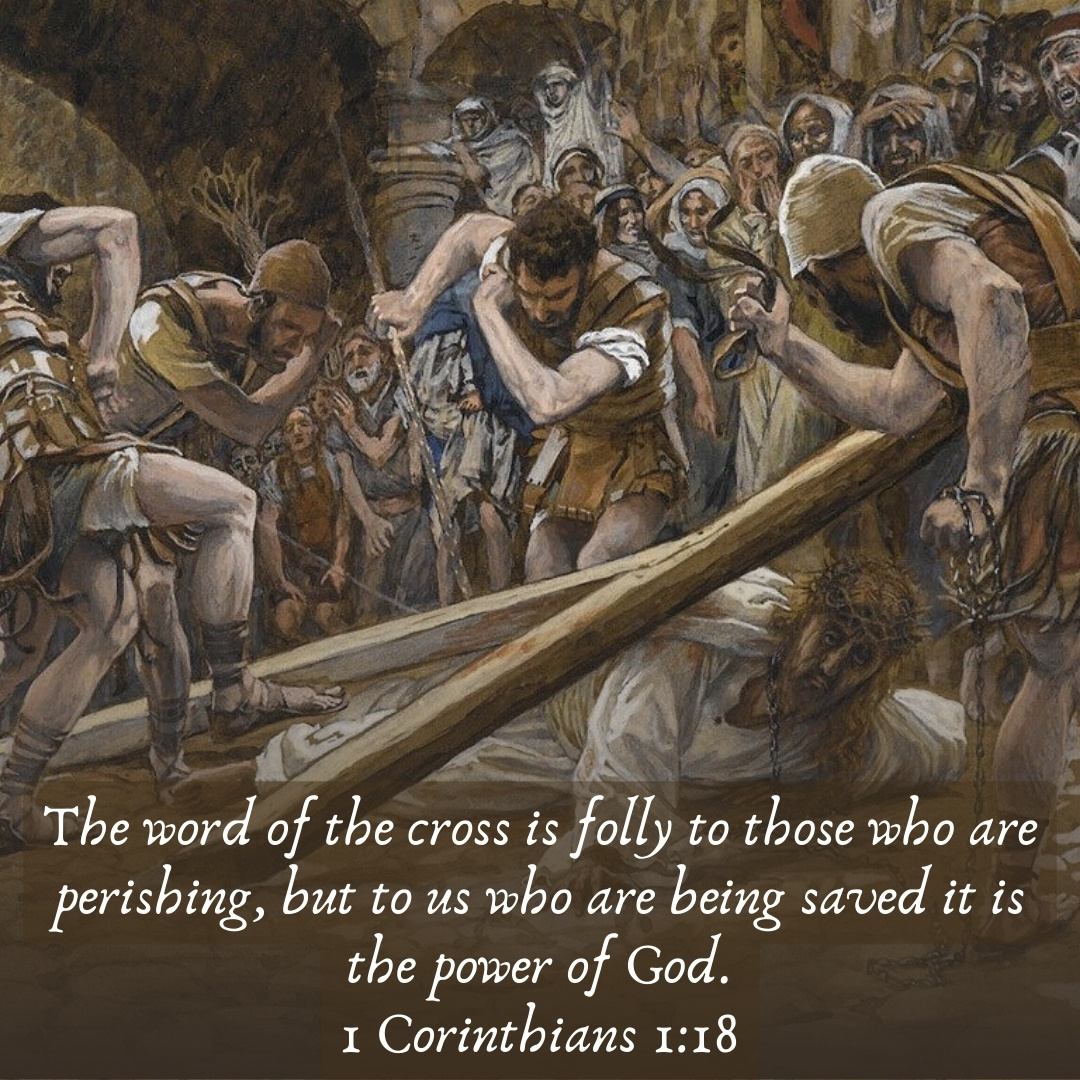 The word of the cross is folly to those who are
perishing, but to us who are being saved it is
the power of God.
1 Corinthians 1:18